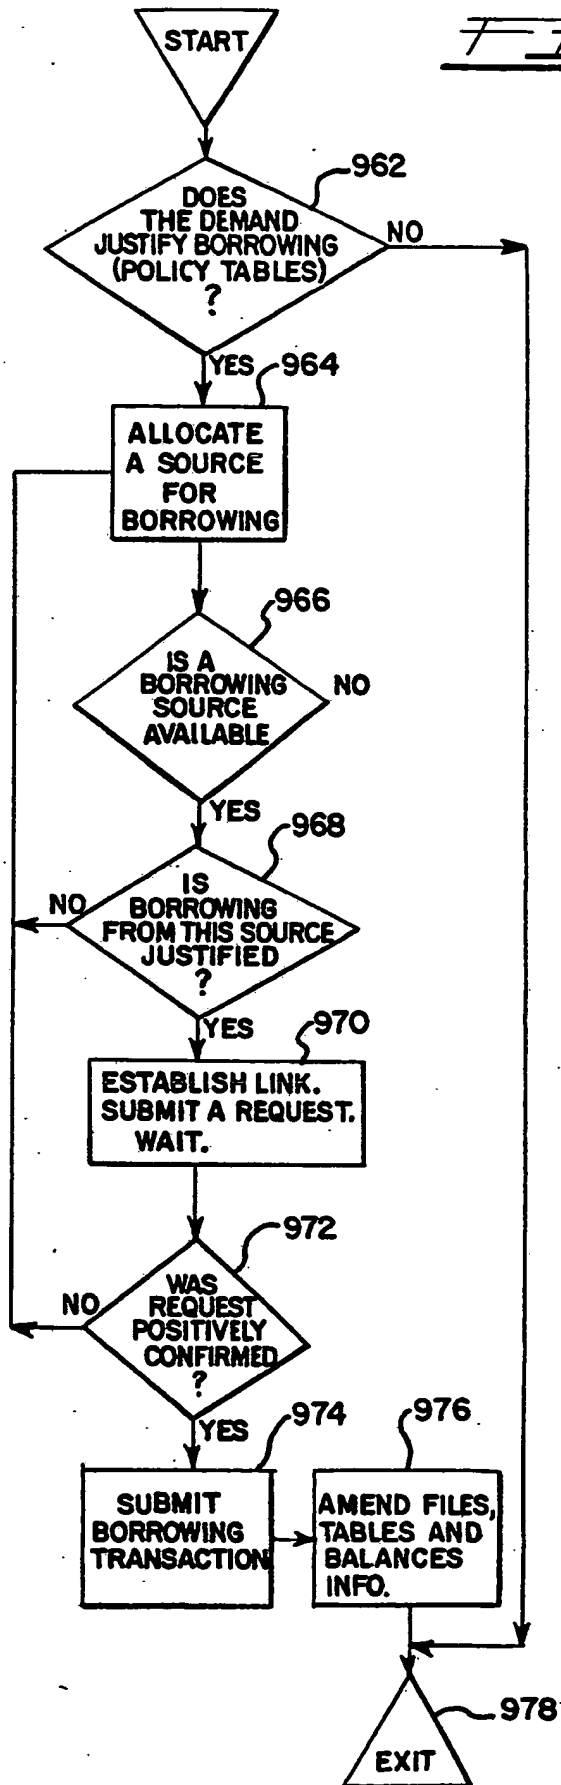 START
962
DOES
THE DEMAND
JUSTIFY BORROWING
(POLICY TABLES)
?
NO
YES
964
ALLOCATE
A SOURCE
FOR
BORROWING
966
IS A
BORROWING
SOURCE
AVAILABLE
NO
YES
968
IS
BORROWING
FROM THIS SOURCE
JUSTIFIED
?
NO
YES
970
ESTABLISH LINK.
SUBMIT A REQUEST.
WAIT.
972
WAS
REQUEST
POSITIVELY
CONFIRMED
?
NO
YES
974
SUBMIT
BORROWING
TRANSACTION
976
AMEND FILES,
TABLES AND
BALANCES
INFO.
978
EXIT